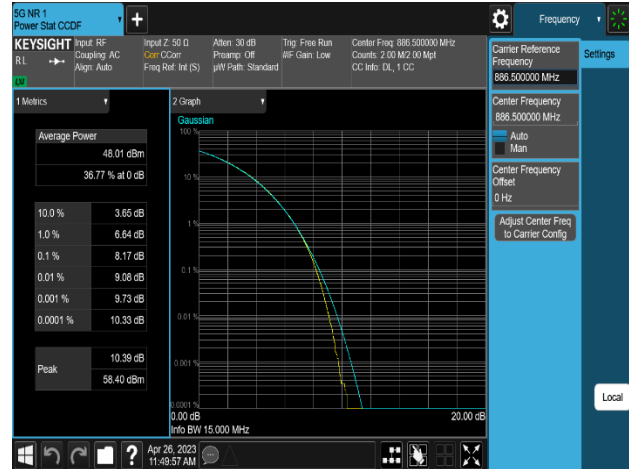 5G NR 1
Power Stat CCDF
+
Frequency
KEYSIGHT
Input: RF
Input Z: 50 Ω
Atten: 30 dB
Trig: Free Run
Center Freq: 886.500000 MHz
RL
Coupling: AC
Corr CCorr
Preamp: Off
#IF Gain: Low
Counts: 2.00 M/2.00 Mpt
Align: Auto
Freq Ref: Int (S)
µW Path: Standard
CC Info: DL, 1 CC
Carrier Reference
Frequency
886.500000 MHz
Settings
Center Frequency
886.500000 MHz
Auto
Man
Center Frequency
Offset
0 Hz
Adjust Center Freq
to Carrier Config
Local
1 Metrics
Average Power
48.01 dBm
36.77 % at 0 dB
10.0 % 3.65 dB
1.0 % 6.64 dB
0.1 % 8.17 dB
0.01 % 9.08 dB
0.001 % 9.73 dB
0.0001 % 10.33 dB
Peak
10.39 dB
58.40 dBm
2 Graph
Gaussian
100 %
10 %
1 %
0.1 %
0.01 %
0.001 %
0.0001 %
0.00 dB
20.00 dB
Info BW 15.000 MHz
?
Apr 26, 2023
11:49:57 AM